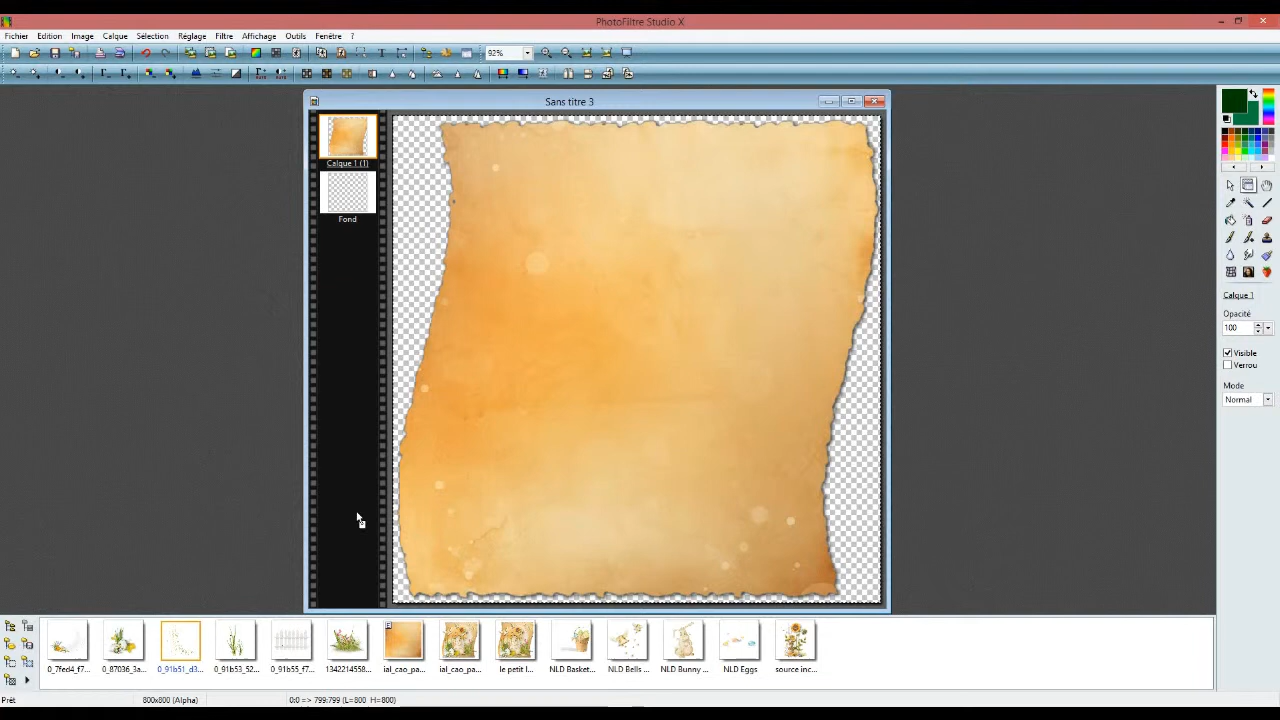 PhotoFiltre Studio X
Fichier Edition Image Calque Sélection Réglage Filtre Affichage Outils Fenêtre ?
92%
Sans titre 3
Calque 1 (1)
Fond
Calque 1
Opacité
100
Visible
Verrou
Mode
Normal
0_7fed4_f7... 0_87036_3a... 0_91b51_d3... 0_91b53_52... 0_91b55_f7... 1342214558... ial_cao_pa... ial_cao_pa... le petit l... NLD Basket... NLD Bells ... NLD Bunny ... NLD Eggs source inc...
Prêt 800x800 (Alpha) 0:0 => 799:799 (L=800 H=800)